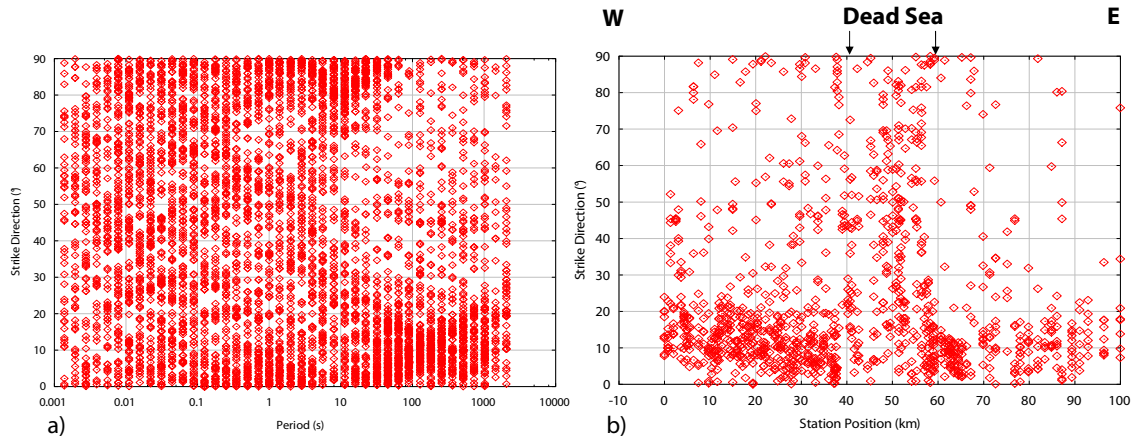 W Dead Sea E
90
80
70
60
50
40
30
20
10
0
Strike Direction (°)
0.001 0.01 0.1 1 10 100 1000 10000
a) Period (s)
90
80
70
60
50
40
30
20
10
0
Strike Direction (°)
-10 0 10 20 30 40 50 60 70 80 90 100
b) Station Position (km)